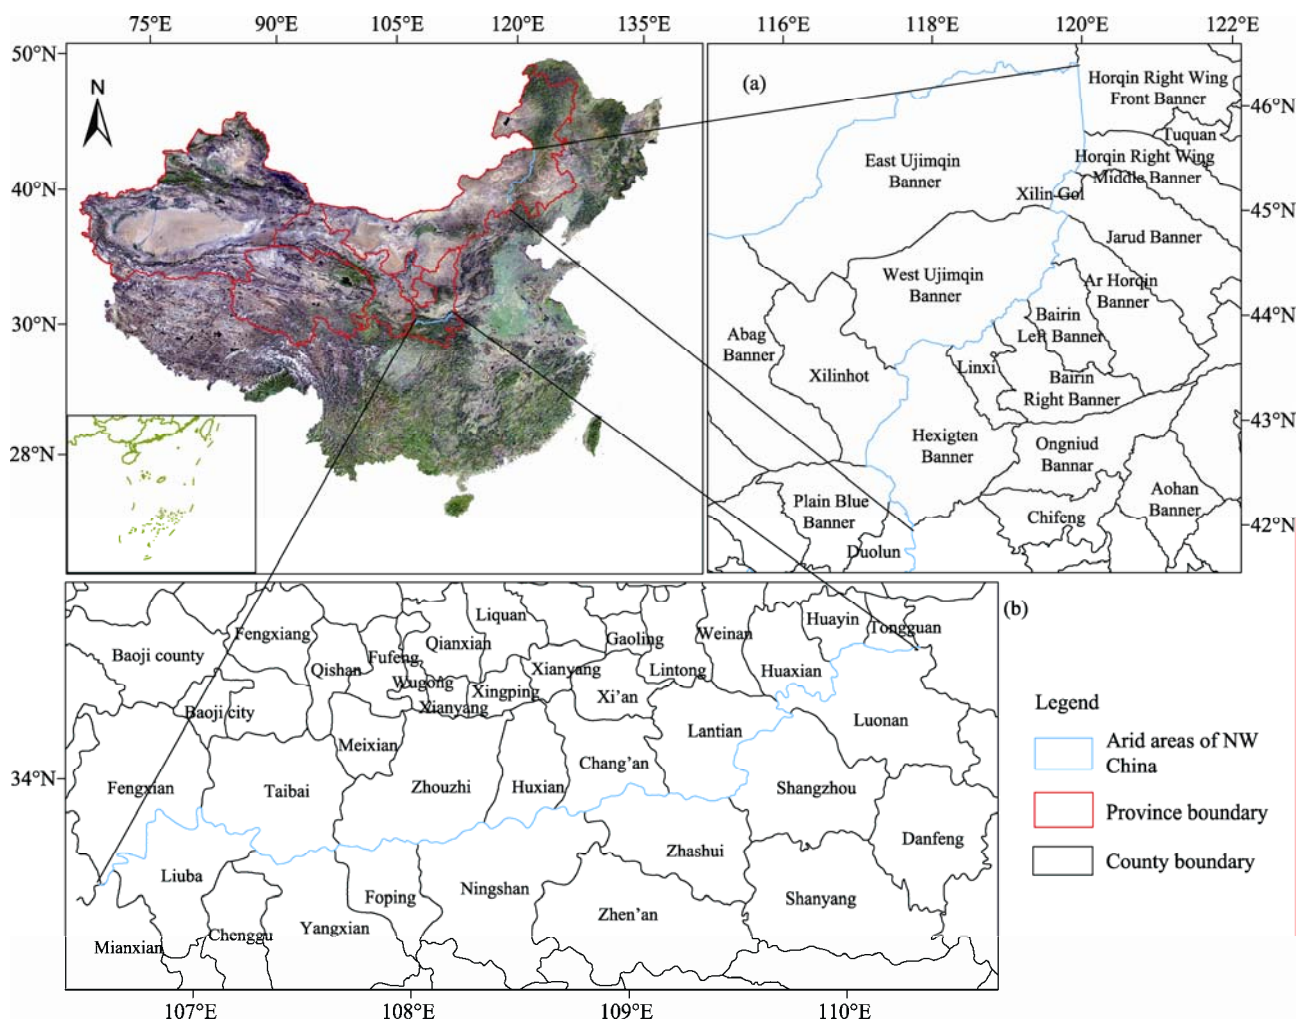 75°E
90°E
105°E
120°E
135°E
116°E
118°E
120°E
122°E
50°N
40°N
30°N
28°N
N
(a)
Horqin Right Wing
Front Banner
46°N
Tuquan
East Ujimqin
Banner
Horqin Right Wing
Middle Banner
Xilin Gol
45°N
Jarud Banner
West Ujimqin
Banner
Ar Horqin
Banner
44°N
Bairin
Left Banner
Abag
Banner
Xilinhot
Linxi
Bairin
Right Banner
43°N
Hexigten
Banner
Ongniud
Bannar
Plain Blue
Banner
Aohan
Banner
Chifeng
42°N
Duolun
(b)
Liquan
Huayin
Tongguan
Fengxiang
Qianxian
Gaoling
Weinan
Baoji county
Qishan
Fufeng
Xianyang
Lintong
Huaxian
Wugong
Xingping
Xi'an
Baoji city
Xianyang
Luonan
Meixian
Lantian
Chang'an
34°N
Fengxian
Taibai
Zhouzhi
Huxian
Shangzhou
Danfeng
Zhashui
Liuba
Foping
Ningshan
Shanyang
Zhen'an
Chenggu
Yangxian
Mianxian
107°E
108°E
109°E
110°E
Legend
Arid areas of NW
China
Province boundary
County boundary